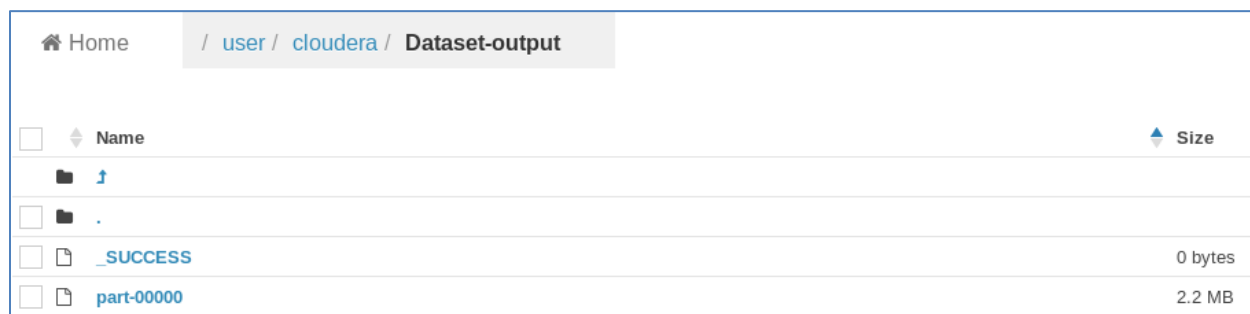 Home / user / cloudera / Dataset-output
Name Size
.
_SUCCESS 0 bytes
part-00000 2.2 MB